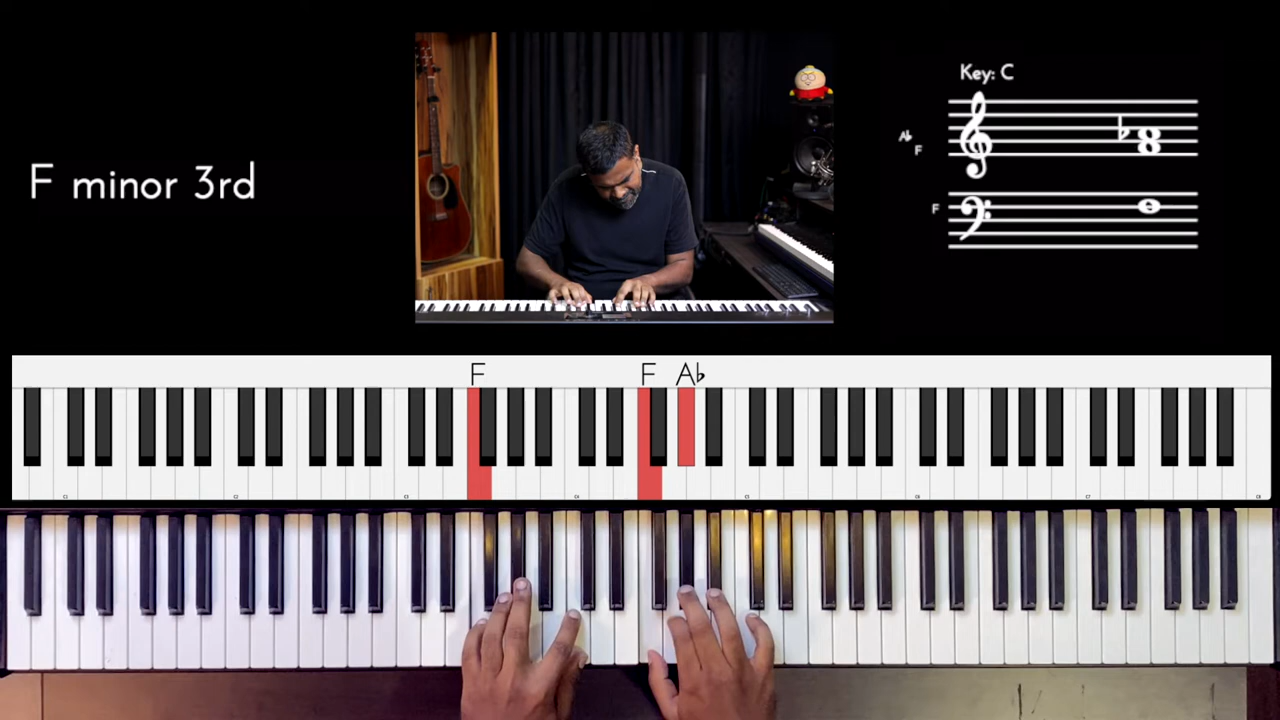 F minor 3rd
Key: C
A♭
F
F
F F A♭